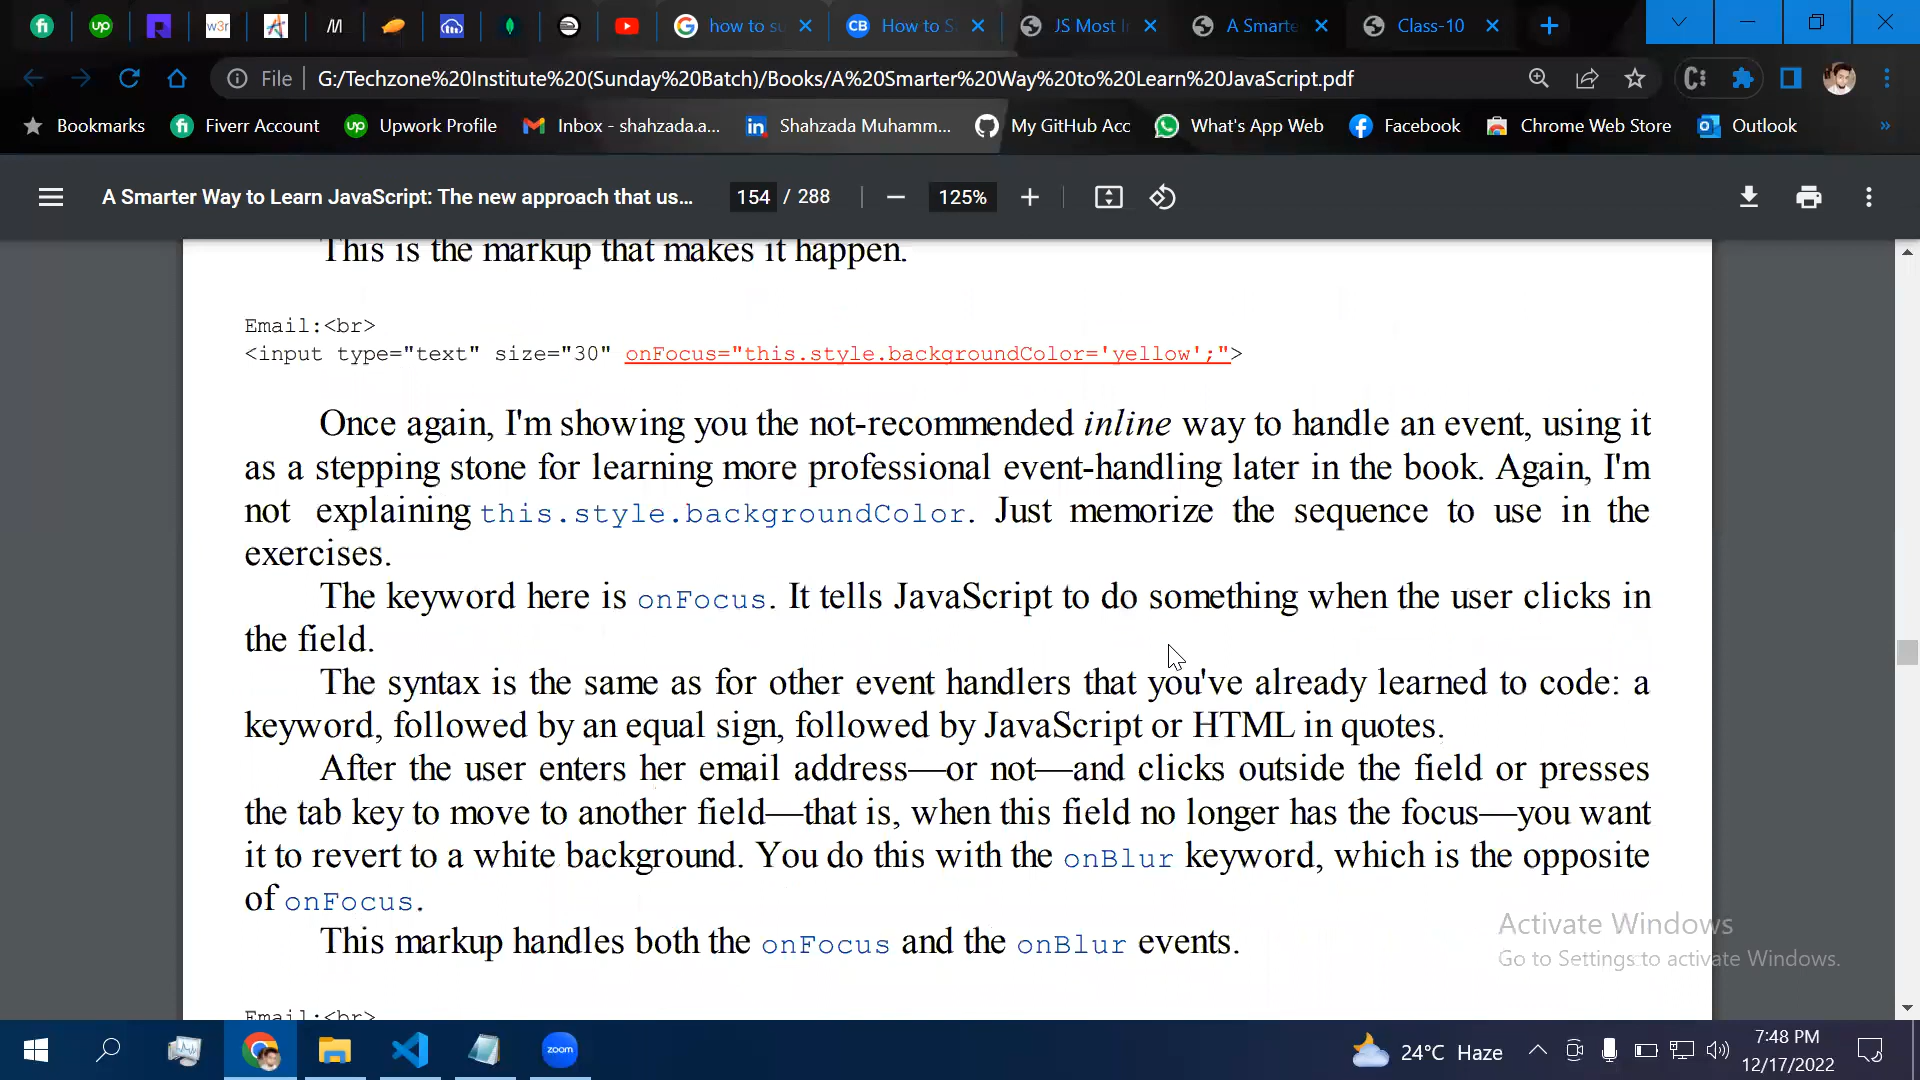 how to su
How to S
JS Most I
A Smarte
Class-10
File
G:/Techzone%20Institute%20(Sunday%20Batch)/Books/A%20Smarter%20Way%20to%20Learn%20JavaScript.pdf
Bookmarks
Fiverr Account
Upwork Profile
Inbox - shahzada.a...
Shahzada Muhamm...
My GitHub Acc
What's App Web
Facebook
Chrome Web Store
Outlook
»
A Smarter Way to Learn JavaScript: The new approach that us...
154 / 288
125%
This is the markup that makes it happen.
Email:<br>
<input type="text" size="30" onFocus="this.style.backgroundColor='yellow';">
Once again, I'm showing you the not-recommended inline way to handle an event, using it
as a stepping stone for learning more professional event-handling later in the book. Again, I'm
not explaining this.style.backgroundColor. Just memorize the sequence to use in the
exercises.
The keyword here is onFocus. It tells JavaScript to do something when the user clicks in
the field.
The syntax is the same as for other event handlers that you've already learned to code: a
keyword, followed by an equal sign, followed by JavaScript or HTML in quotes.
After the user enters her email address—or not—and clicks outside the field or presses
the tab key to move to another field—that is, when this field no longer has the focus—you want
it to revert to a white background. You do this with the onBlur keyword, which is the opposite
of onFocus.
This markup handles both the onFocus and the onBlur events.
Email:<br>
Activate Windows
Go to Settings to activate Windows.
zoom
24°C Haze
7:48 PM
12/17/2022